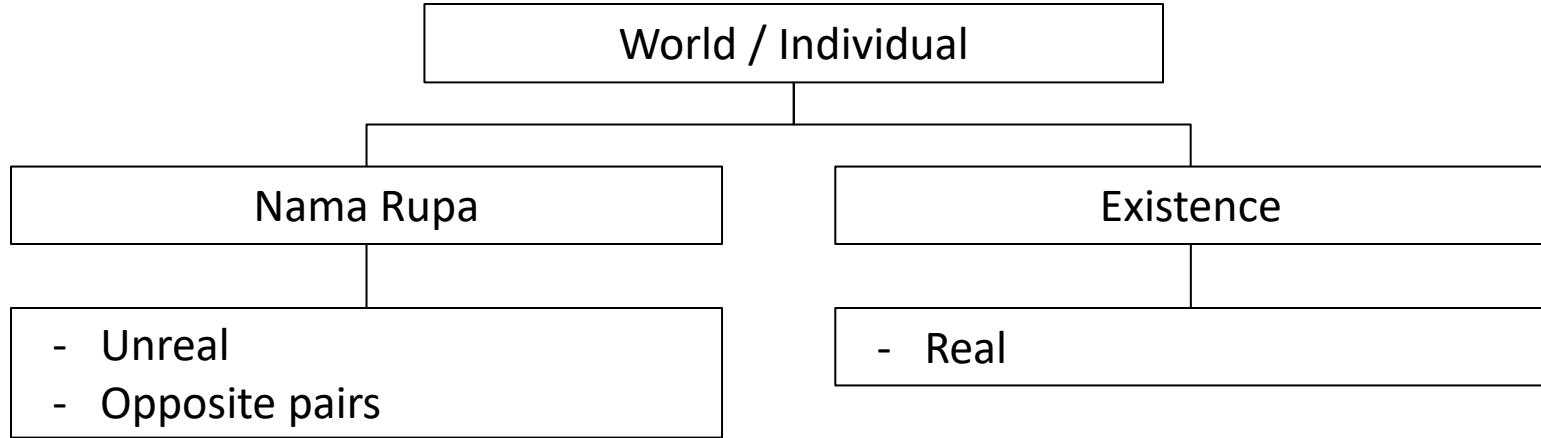 World / Individual
Nama Rupa
Existence
- Unreal
- Opposite pairs
- Real